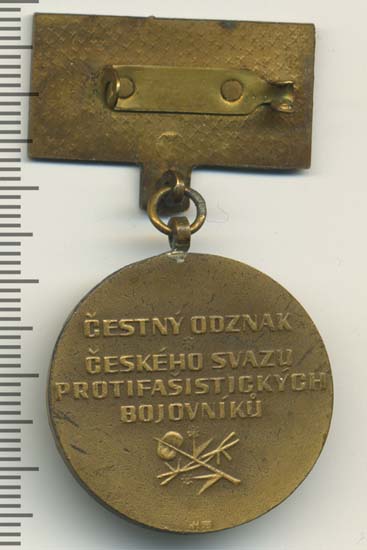 ČESTNÝ ODZNAK
ČESKÉHO SVAZU
PROTIFAŠISTICKÝCH
BOJOVNÍKŮ